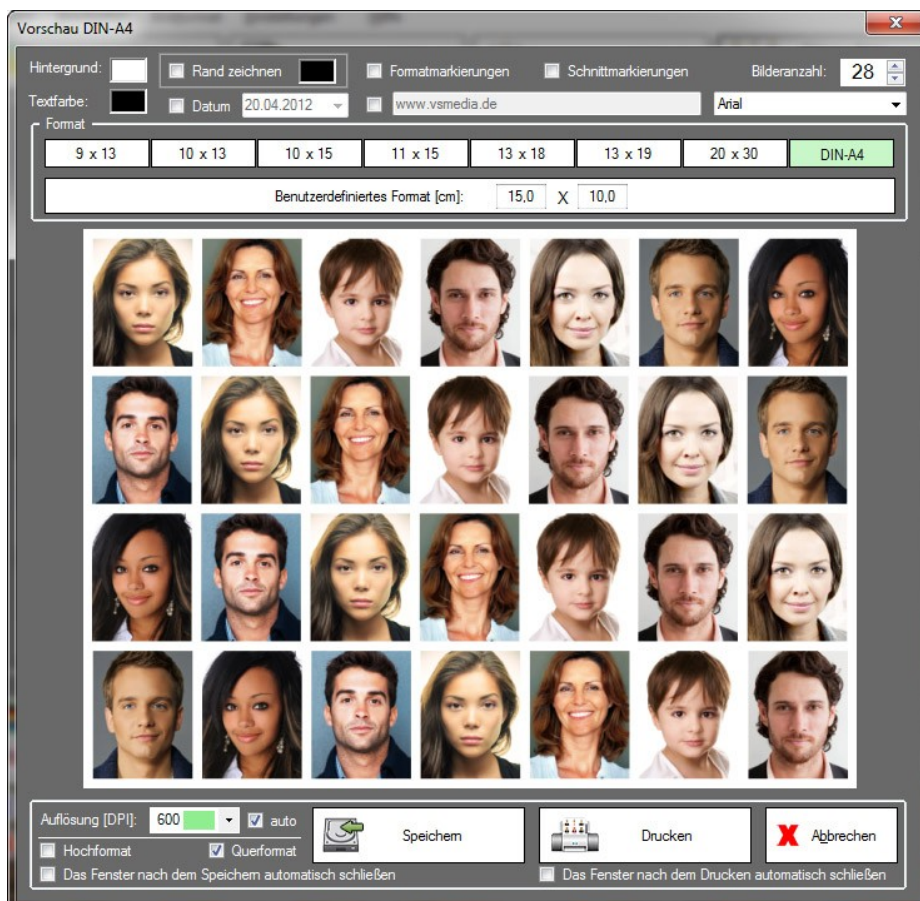 Vorschau DIN-A4
Hintergrund: Rand zeichnen Formatmarkierungen Schnittmarkierungen Bilderanzahl: 28
Textfarbe: Datum 20.04.2012 www.vsmedia.de Arial
Format
9 x 13 10 x 13 10 x 15 11 x 15 13 x 18 13 x 19 20 x 30 DIN-A4
Benutzerdefiniertes Format [cm]: 15,0 X 10,0
Auflösung [DPI]: 600 auto Speichern Drucken X Abbrechen
Hochformat Querformat
Das Fenster nach dem Speichern automatisch schließen Das Fenster nach dem Drucken automatisch schließen